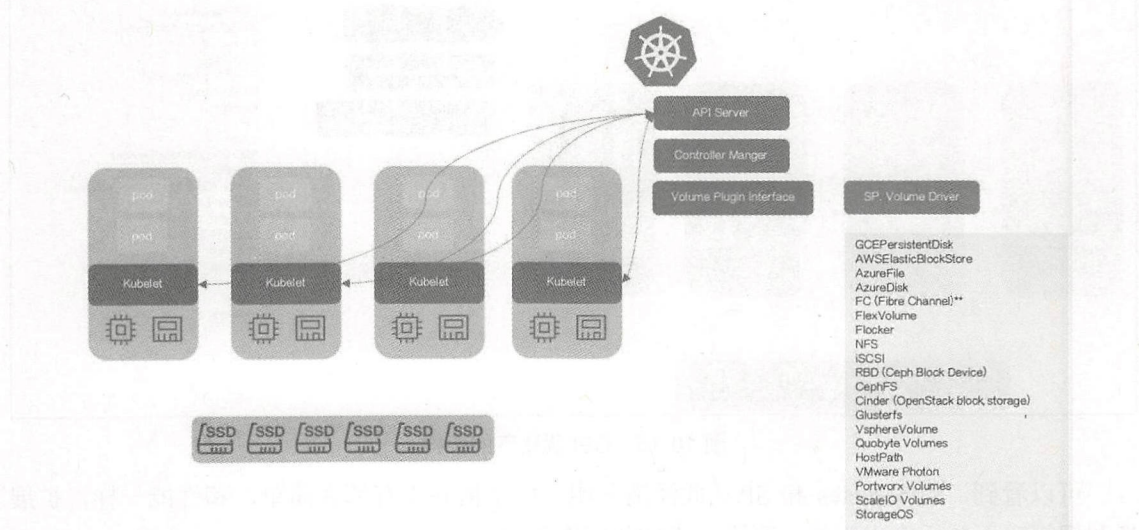 API Server
Controller Manger
Volume Plugin Interface
SP. Volume Driver
pod
pod
pod
pod
pod
pod
pod
pod
Kubelet
Kubelet
Kubelet
Kubelet
SSD
SSD
SSD
SSD
SSD
SSD
GCEPersistentDisk
AWSElasticBlockStore
AzureFile
AzureDisk
FC (Fibre Channel)**
FlexVolume
Flocker
NFS
iSCSI
RBD (Ceph Block Device)
CephFS
Cinder (OpenStack block storage)
Glusterfs
VsphereVolume
Quobyte Volumes
HostPath
VMware Photon
Portworx Volumes
ScaleIO Volumes
StorageOS